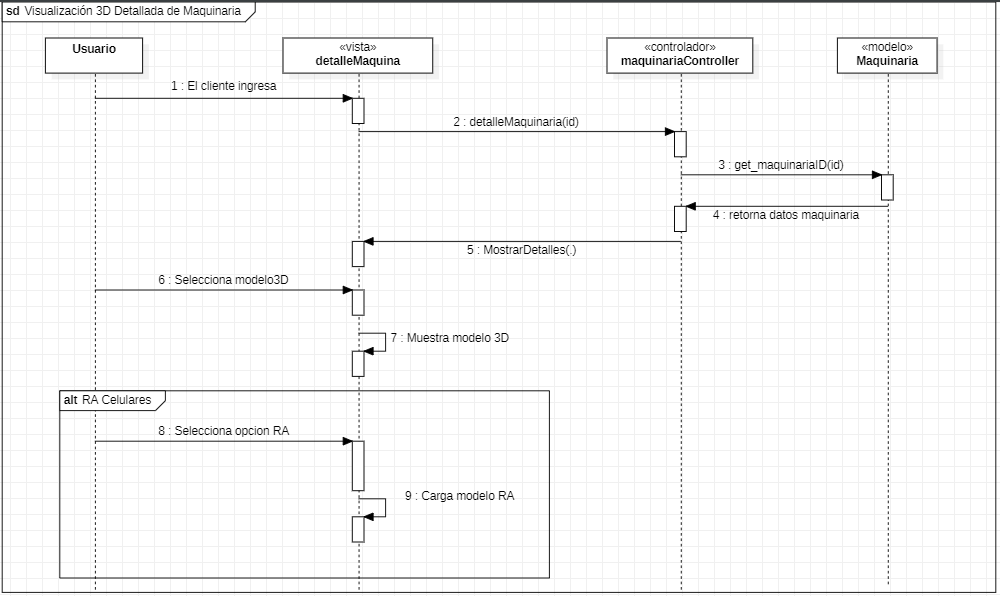 sd Visualización 3D Detallada de Maquinaria
Usuario
«vista»
detalleMaquina
«controlador»
maquinariaController
«modelo»
Maquinaria
1 : El cliente ingresa
2 : detalleMaquinaria(id)
3 : get_maquinariaID(id)
4 : retorna datos maquinaria
5 : MostrarDetalles(.)
6 : Selecciona modelo3D
7 : Muestra modelo 3D
alt RA Celulares
8 : Selecciona opcion RA
9 : Carga modelo RA